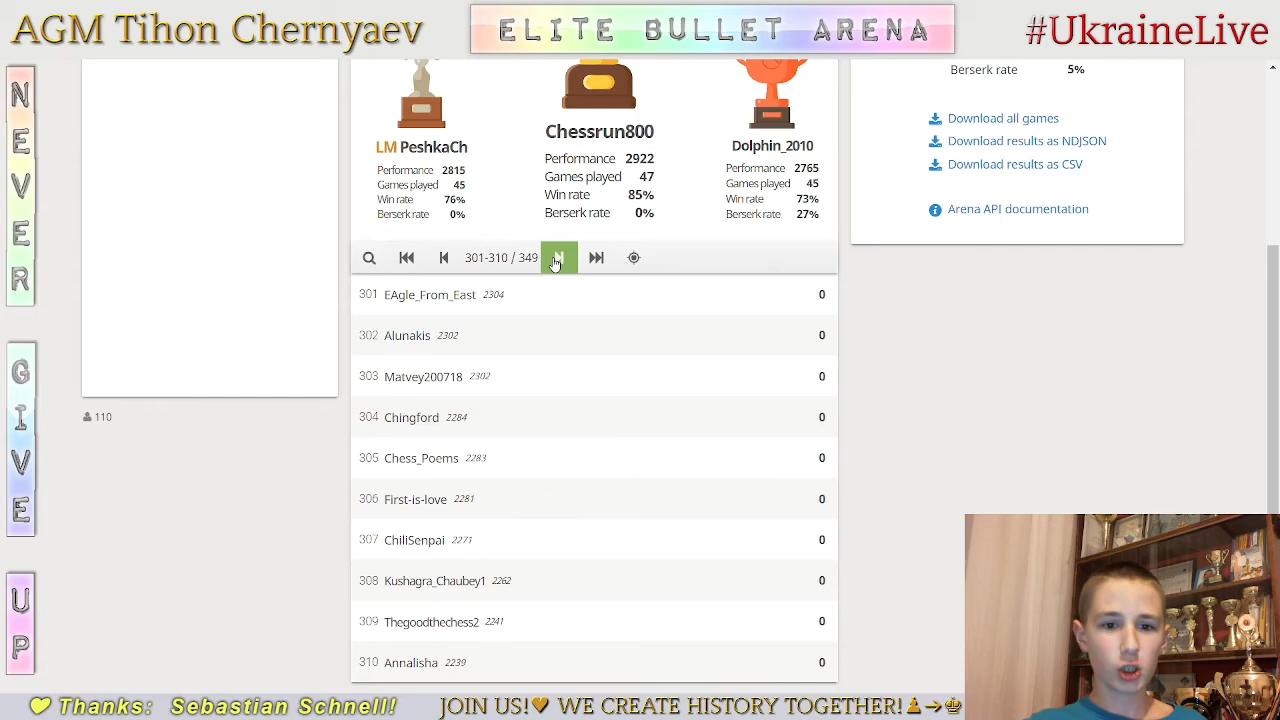 AGM Tihon Chernyaev
ELITE BULLET ARENA
#UkraineLive
NEVER
GIVE
UP
LM PeshkaCh
Performance 2815
Games played 45
Win rate 76%
Berserk rate 0%
Chessrun800
Performance 2922
Games played 47
Win rate 85%
Berserk rate 0%
Dolphin_2010
Performance 2765
Games played 45
Win rate 73%
Berserk rate 27%
Berserk rate 5%
Download all games
Download results as NDJSON
Download results as CSV
Arena API documentation
301-310 / 349
301 EAgle_From_East 2304 0
302 Alunakis 2302 0
303 Matvey200718 2302 0
304 Chingford 2284 0
305 Chess_Poems 2283 0
306 First-is-love 2281 0
307 ChiliSenpai 2271 0
308 Kushagra_Chaubey1 2262 0
309 Thegoodthechess2 2241 0
310 Annalisha 2239 0
110
Thanks: Sebastian Schnell!
JOIN US!♥ WE CREATE HISTORY TOGETHER!♟→♚